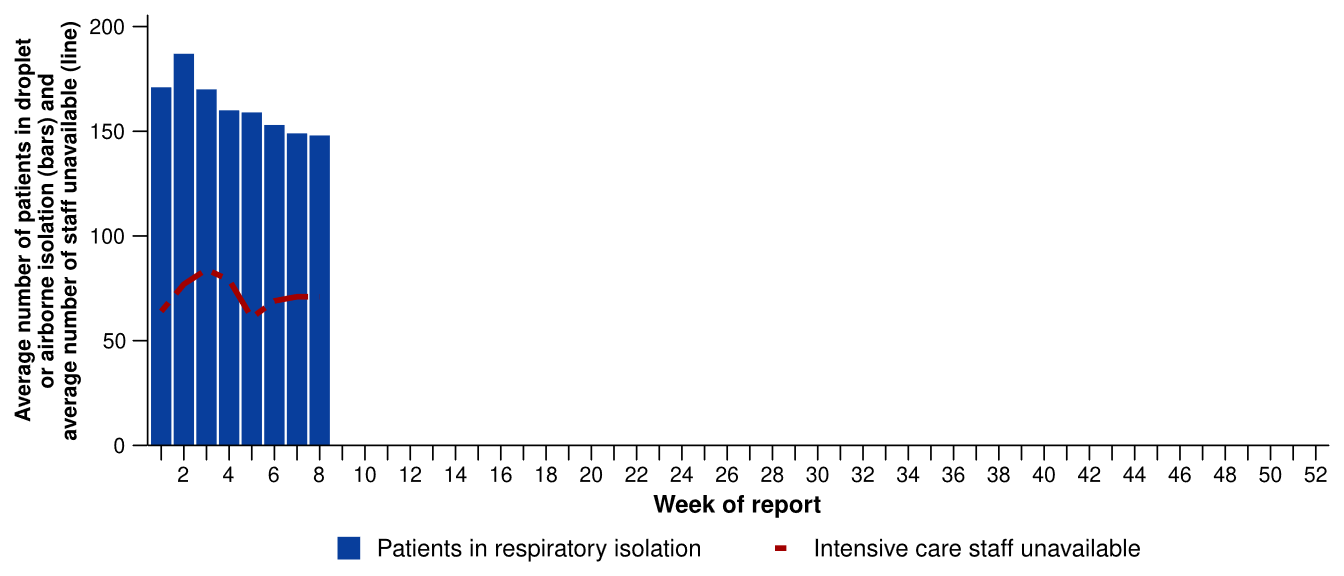 Average number of patients in droplet
or airborne isolation (bars) and
average number of staff unavailable (line)
200
150
100
50
0
2 4 6 8 10 12 14 16 18 20 22 24 26 28 30 32 34 36 38 40 42 44 46 48 50 52
Week of report
Patients in respiratory isolation
Intensive care staff unavailable